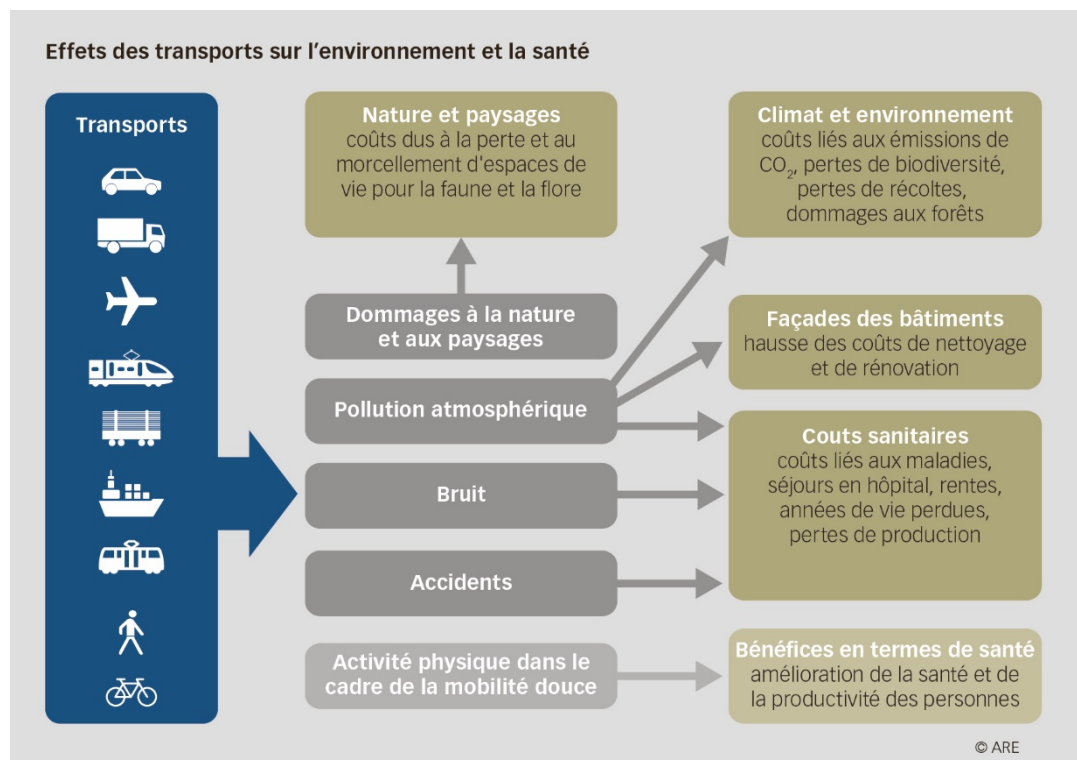 Effets des transports sur l'environnement et la santé
Transports
Nature et paysages
coûts dus à la perte et au
morcellement d'espaces de
vie pour la faune et la flore
Climat et environnement
coûts liés aux émissions de
CO₂, pertes de biodiversité,
pertes de récoltes,
dommages aux forêts
Dommages à la nature
et aux paysages
Façades des bâtiments
hausse des coûts de nettoyage
et de rénovation
Pollution atmosphérique
Couts sanitaires
coûts liés aux maladies,
séjours en hôpital, rentes,
années de vie perdues,
pertes de production
Bruit
Accidents
Activité physique dans le
cadre de la mobilité douce
Bénéfices en termes de santé
amélioration de la santé et de
la productivité des personnes
© ARE